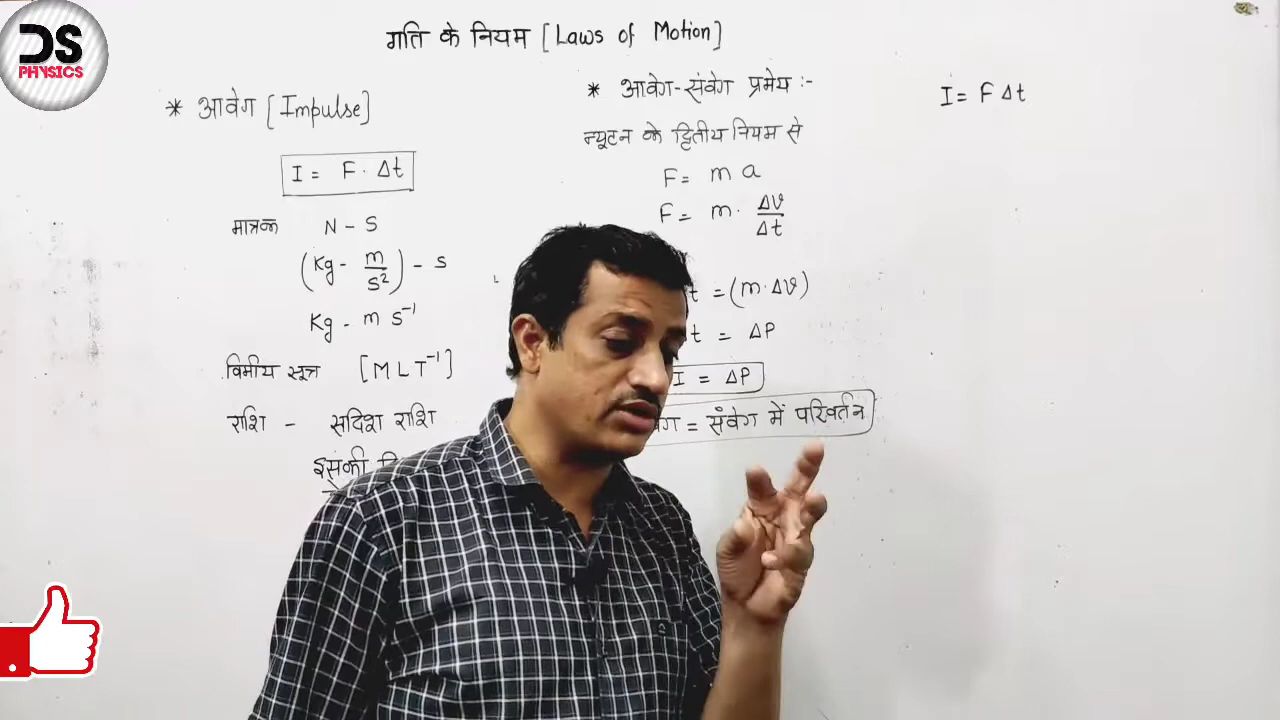 DS
PHYSICS
गति के नियम [Laws of Motion]
* आवेग [Impulse]
I = F · Δt
मात्रक N - S
(Kg - m/s²) - s
Kg - m s⁻¹
विमीय सूत्र [M L T⁻¹]
राशि - सदिश राशि
इसकी
* आवेग-संवेग प्रमेय :-
न्यूटन के द्वितीय नियम से
F = m a
F = m · Δv/Δt
t = (m·Δv)
t = ΔP
I = ΔP
= संवेग में परिवर्तन
I = F Δt